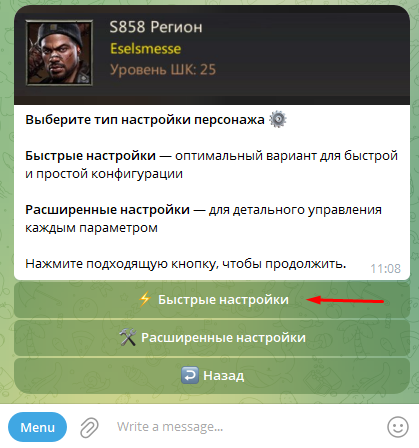 S858 Регион
Eselsmesse
Уровень ШК: 25
Выберите тип настройки персонажа ⚙️
Быстрые настройки — оптимальный вариант для быстрой
и простой конфигурации
Расширенные настройки — для детального управления
каждым параметром
Нажмите подходящую кнопку, чтобы продолжить.
11:08
⚡ Быстрые настройки
🛠 Расширенные настройки
↩️ Назад
Menu
Write a message...